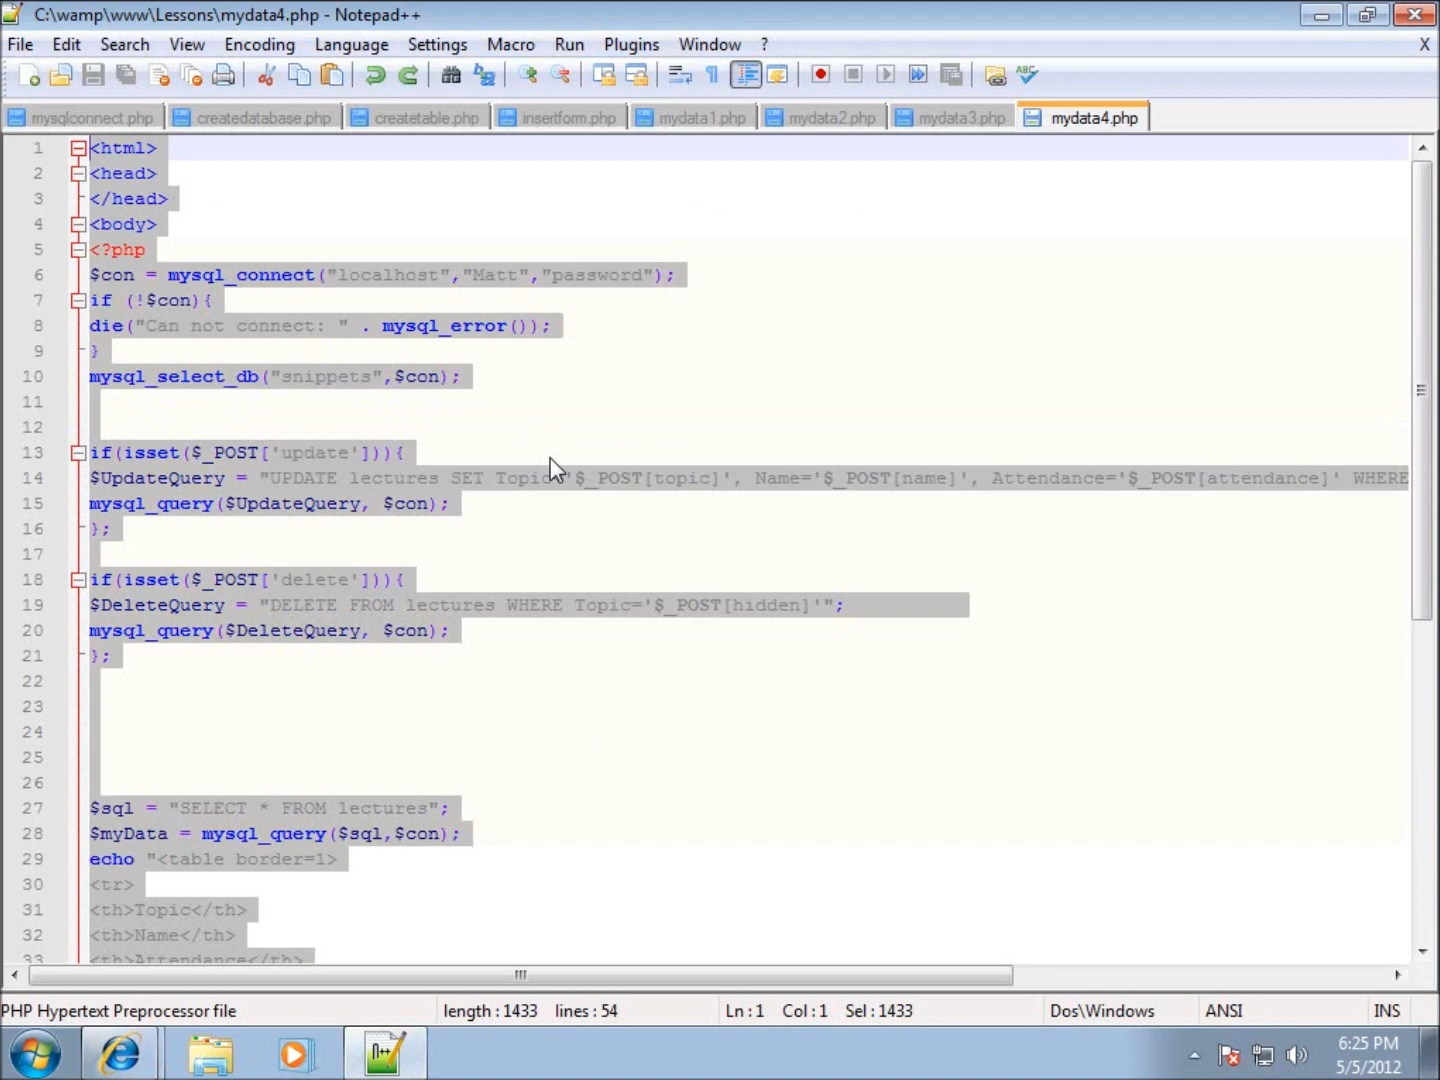 C:\wamp\www\Lessons\mydata4.php - Notepad++
File Edit Search View Encoding Language Settings Macro Run Plugins Window ? X
mysqlconnect.php createdatabase.php createtable.php insertform.php mydata1.php mydata2.php mydata3.php mydata4.php
1 <html>
2 <head>
3 </head>
4 <body>
5 <?php
6 $con = mysql_connect("localhost","Matt","password");
7 if (!$con){
8 die("Can not connect: " . mysql_error());
9 }
10 mysql_select_db("snippets",$con);
11
12
13 if(isset($_POST['update'])){
14 $UpdateQuery = "UPDATE lectures SET Topic='$_POST[topic]', Name='$_POST[name]', Attendance='$_POST[attendance]' WHERE
15 mysql_query($UpdateQuery, $con);
16 };
17
18 if(isset($_POST['delete'])){
19 $DeleteQuery = "DELETE FROM lectures WHERE Topic='$_POST[hidden]'";
20 mysql_query($DeleteQuery, $con);
21 };
22
23
24
25
26
27 $sql = "SELECT * FROM lectures";
28 $myData = mysql_query($sql,$con);
29 echo "<table border=1>
30 <tr>
31 <th>Topic</th>
32 <th>Name</th>
33 <th>Attendance</th>
PHP Hypertext Preprocessor file length : 1433 lines : 54 Ln : 1 Col : 1 Sel : 1433 Dos\Windows ANSI INS
6:25 PM
5/5/2012